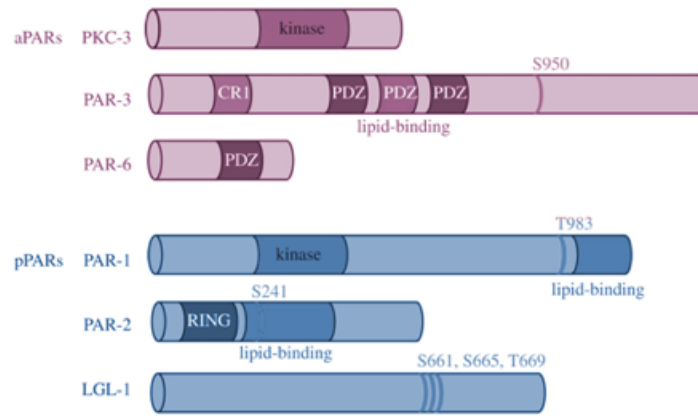 kinase
aPARs PKC-3
S950
CR1 PDZ PDZ PDZ
PAR-3
lipid-binding
PDZ
PAR-6
T983
kinase
pPARs PAR-1
S241 lipid-binding
RING
PAR-2
lipid-binding
S661, S665, T669
LGL-1